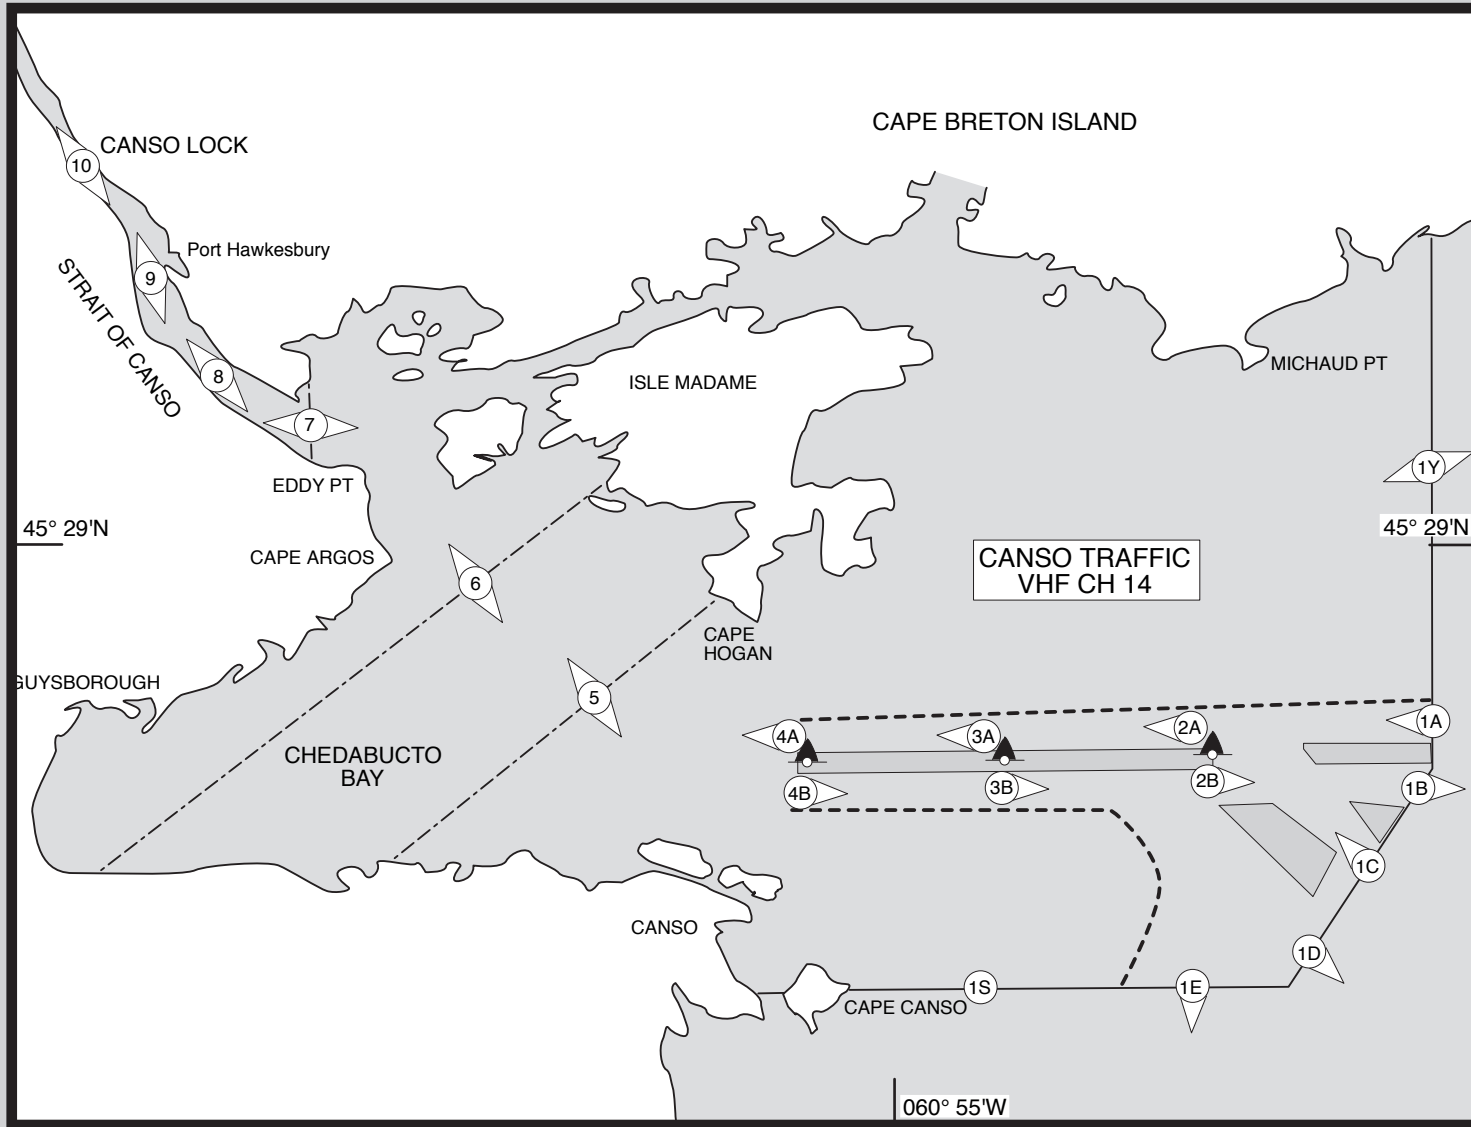 CAPE BRETON ISLAND
CANSO LOCK
10
Port Hawkesbury
9
STRAIT OF CANSO
8
ISLE MADAME
MICHAUD PT
7
1Y
EDDY PT
45° 29'N
45° 29'N
CAPE ARGOS
CANSO TRAFFIC
VHF CH 14
6
CAPE
HOGAN
GUYSBOROUGH
5
1A
2A
4A
3A
CHEDABUCTO
BAY
2B
1B
4B
3B
1C
CANSO
1D
1S
1E
CAPE CANSO
060° 55'W